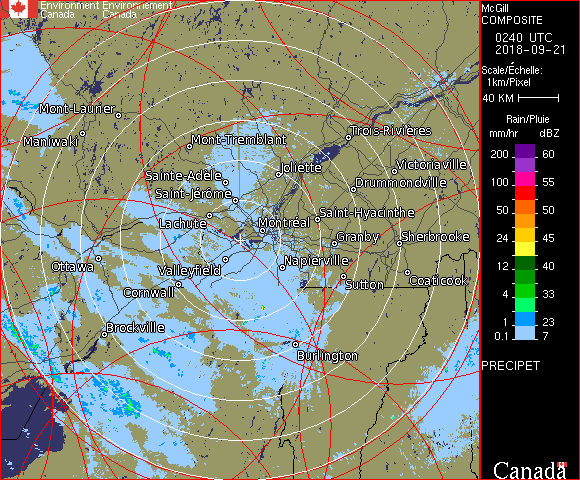 Environment Environnement
Canada Canada
McGill
COMPOSITE
0240 UTC
2018-09-21
Scale/Échelle:
1km/Pixel
40 KM
Rain/Pluie
mm/hr dBZ
200 60
100 55
50 50
24 45
12 40
4 33
1 23
0.1 7
PRECIPET
Canada
Mont-Laurier
Maniwaki
Mont-Tremblant
Trois-Rivières
Joliette
Victoriaville
Sainte-Adèle
Drummondville
Saint-Jérôme
Saint-Hyacinthe
Lachute
Montréal
Granby
Sherbrooke
Ottawa
Valleyfield
Napierville
Coaticook
Cornwall
Sutton
Brockville
Burlington